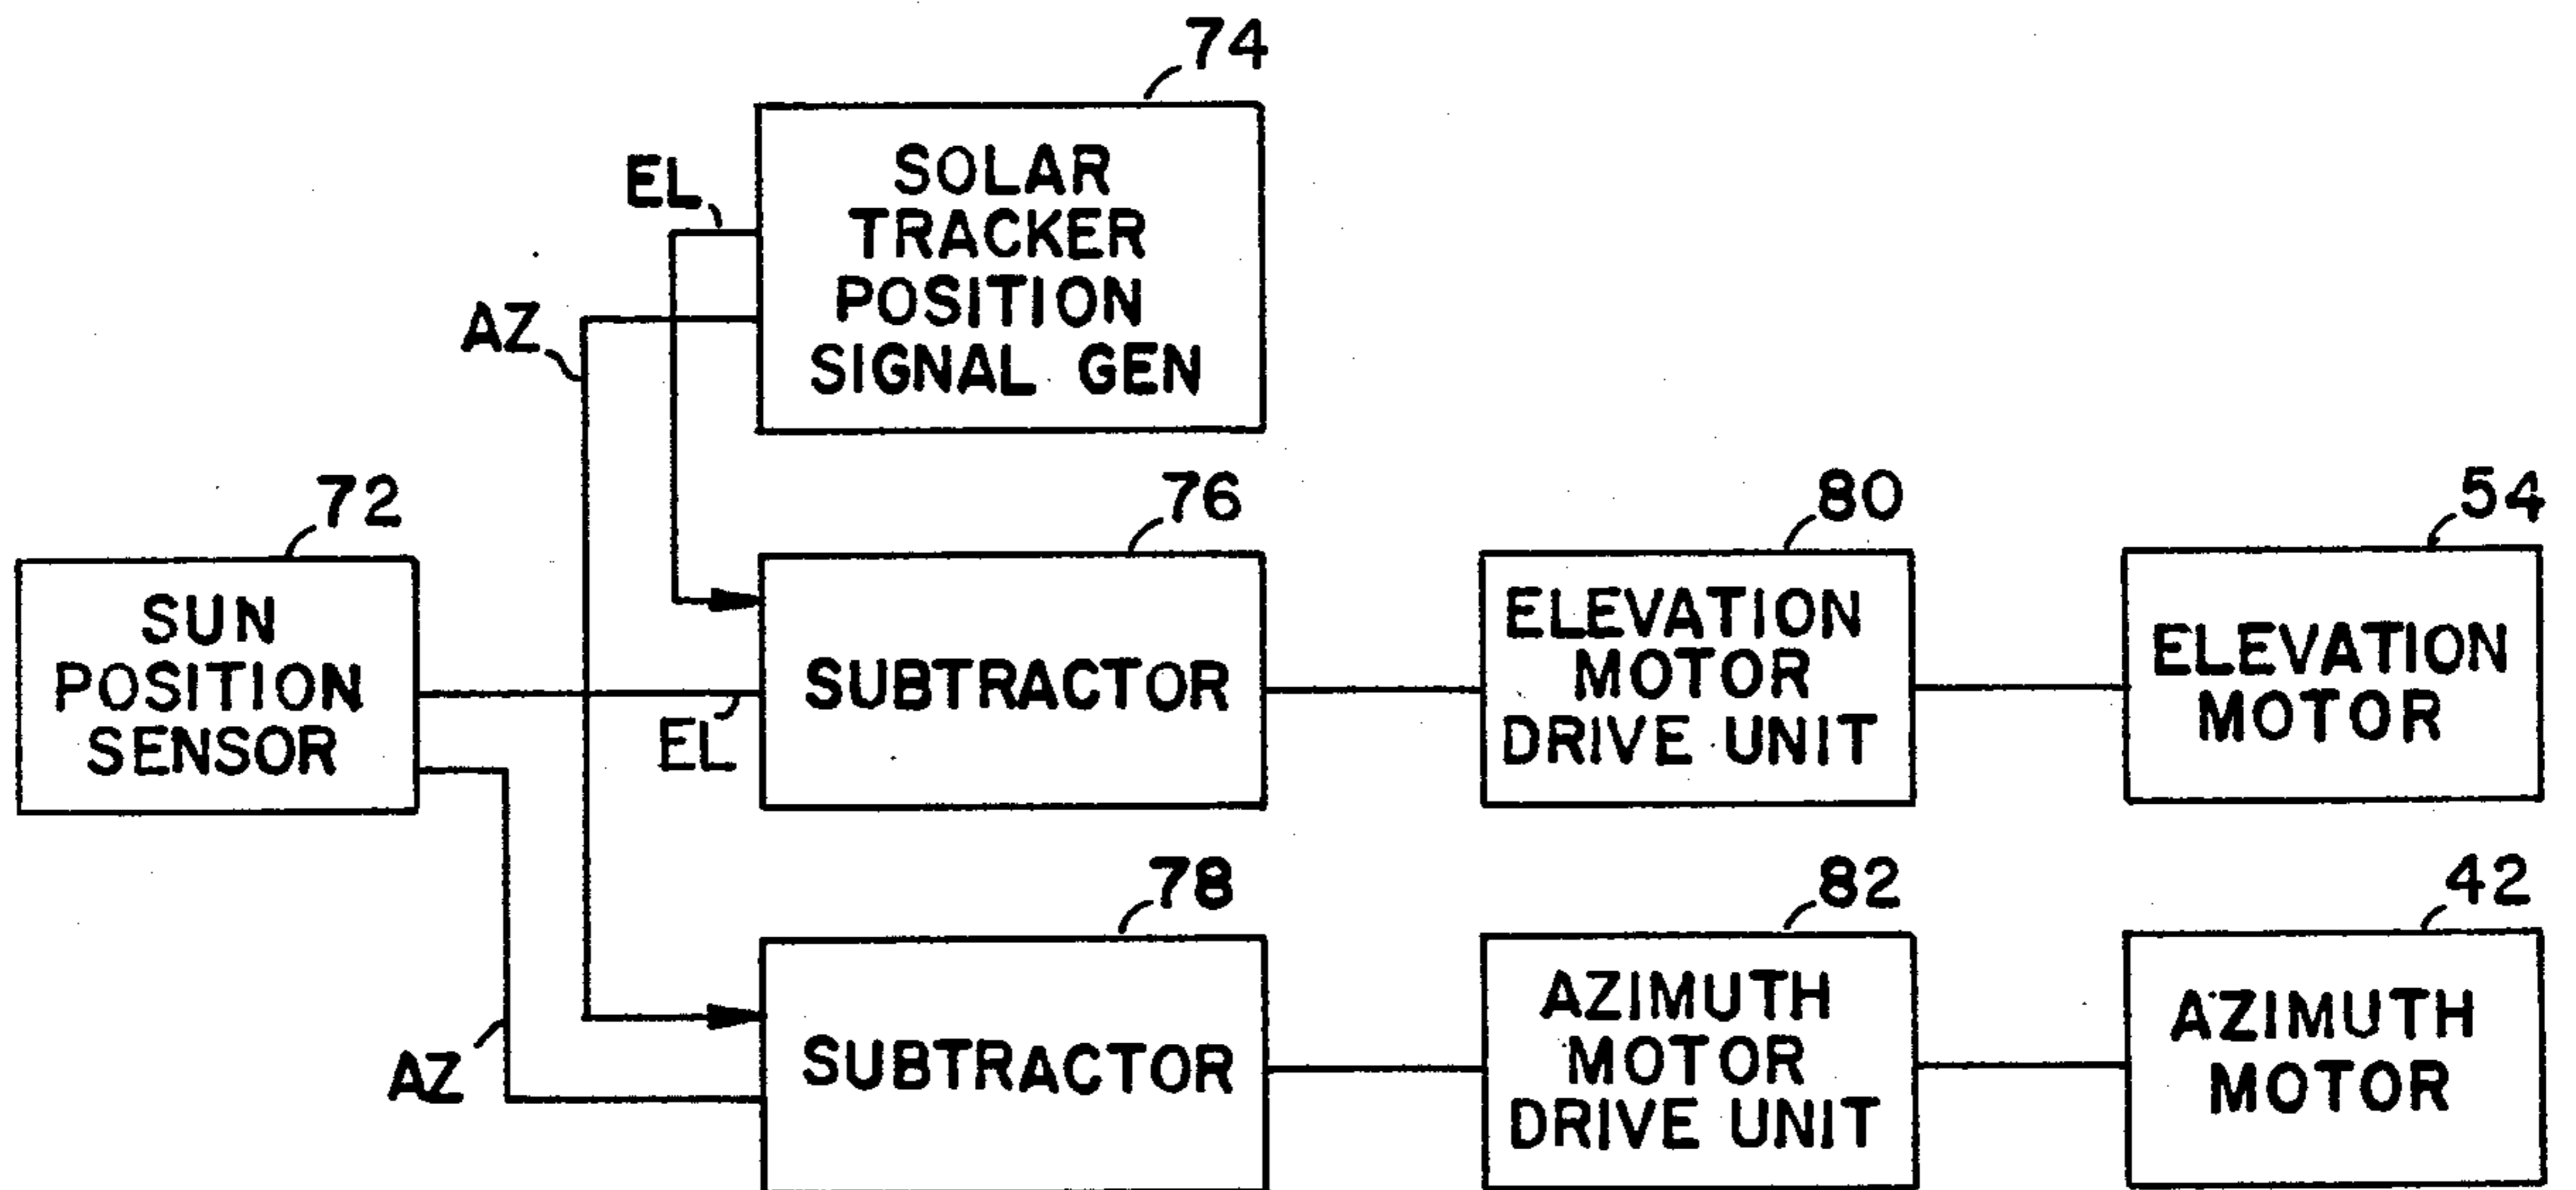 74
SOLAR
TRACKER
POSITION
SIGNAL GEN
EL
AZ
72
SUN
POSITION
SENSOR
76
SUBTRACTOR
EL
80
ELEVATION
MOTOR
DRIVE UNIT
54
ELEVATION
MOTOR
AZ
78
SUBTRACTOR
82
AZIMUTH
MOTOR
DRIVE UNIT
42
AZIMUTH
MOTOR